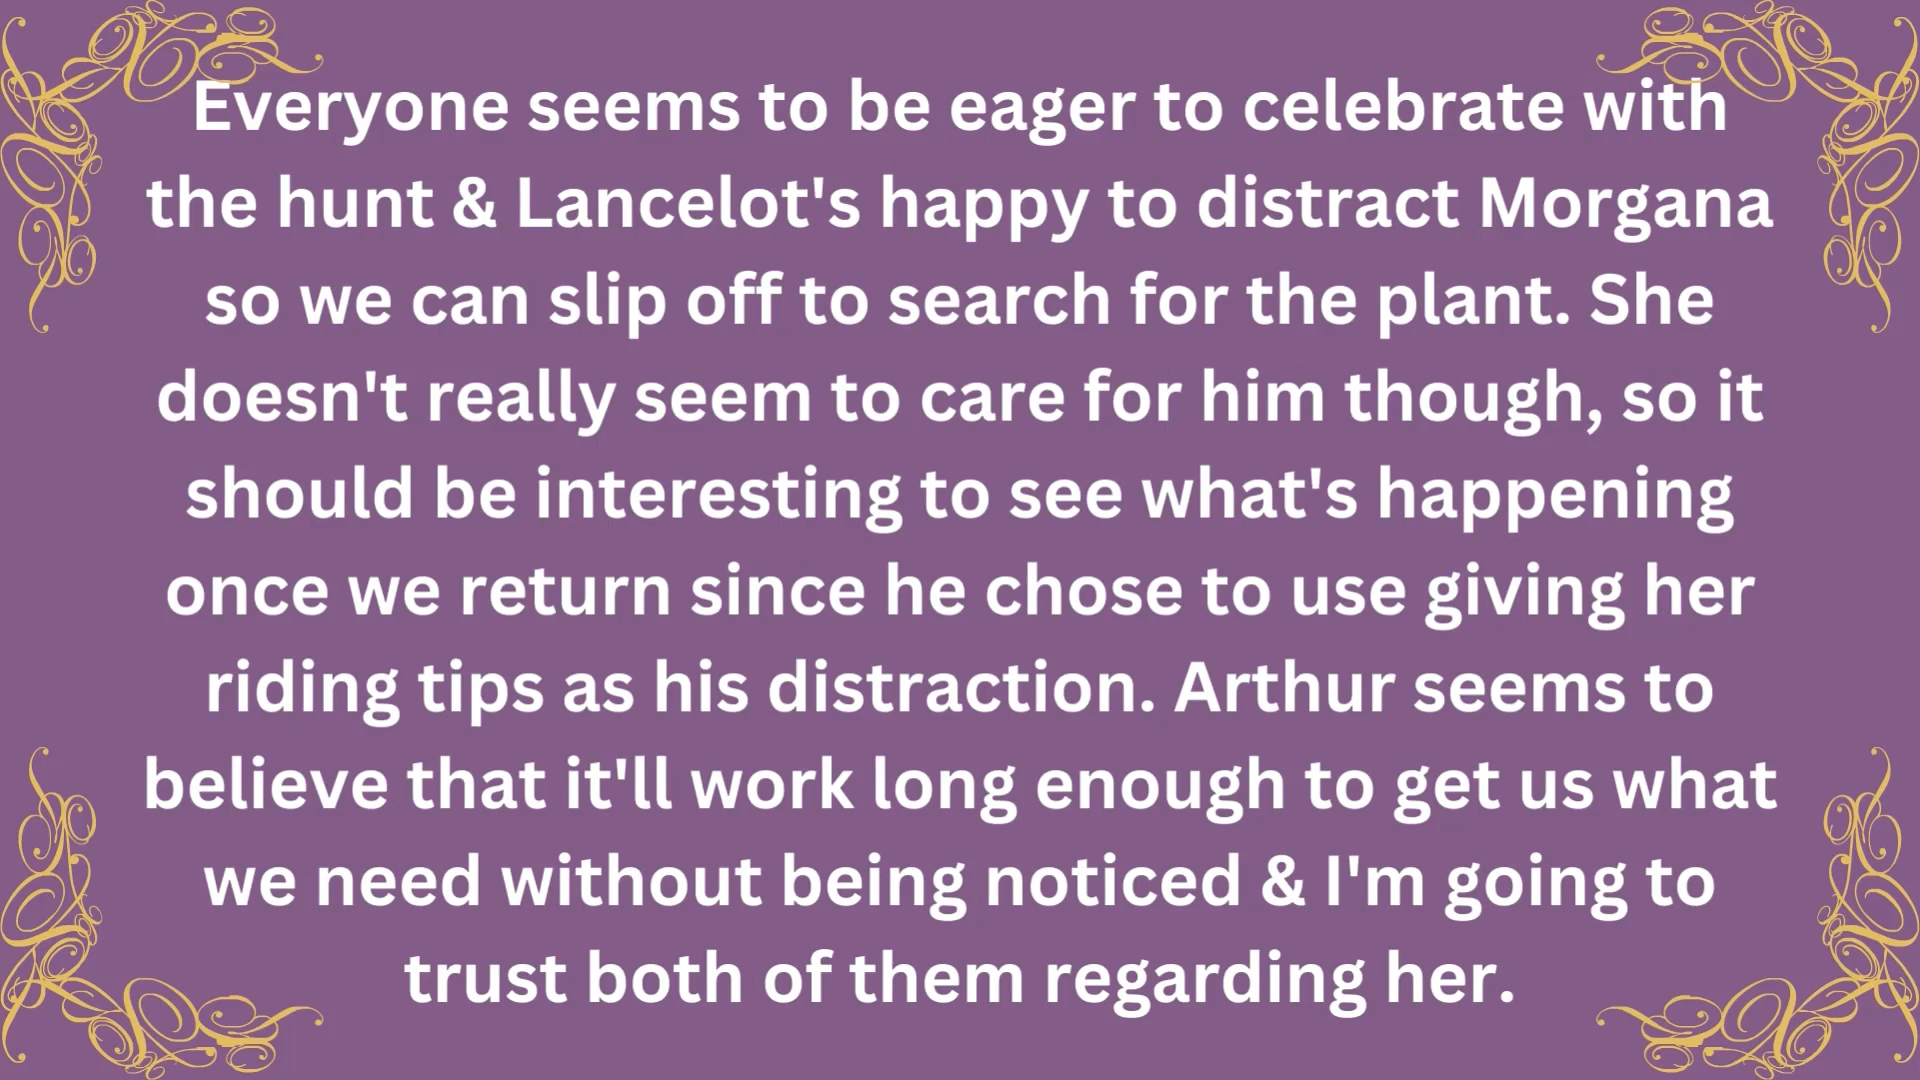 Everyone seems to be eager to celebrate with
the hunt & Lancelot's happy to distract Morgana
so we can slip off to search for the plant. She
doesn't really seem to care for him though, so it
should be interesting to see what's happening
once we return since he chose to use giving her
riding tips as his distraction. Arthur seems to
believe that it'll work long enough to get us what
we need without being noticed & I'm going to
trust both of them regarding her.